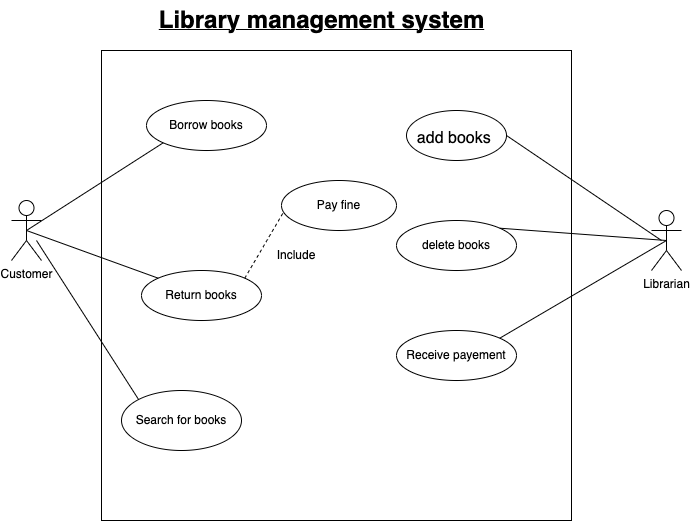 Library management system
Borrow books
add books
Pay fine
delete books
Include
Customer
Librarian
Return books
Receive payement
Search for books